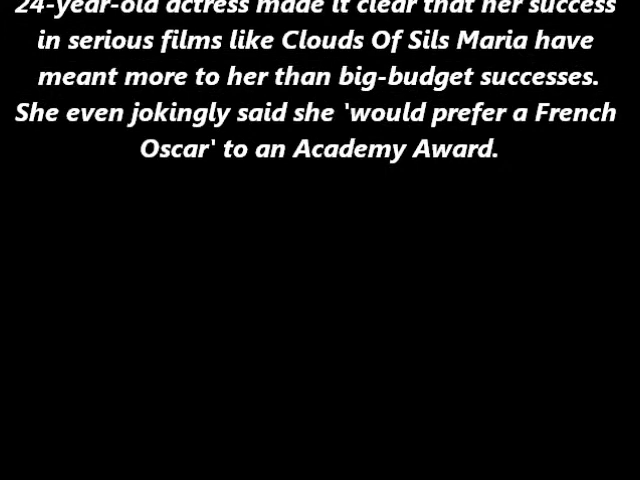 24-year-old actress made it clear that her success
in serious films like Clouds Of Sils Maria have
meant more to her than big-budget successes.
She even jokingly said she 'would prefer a French
Oscar' to an Academy Award.